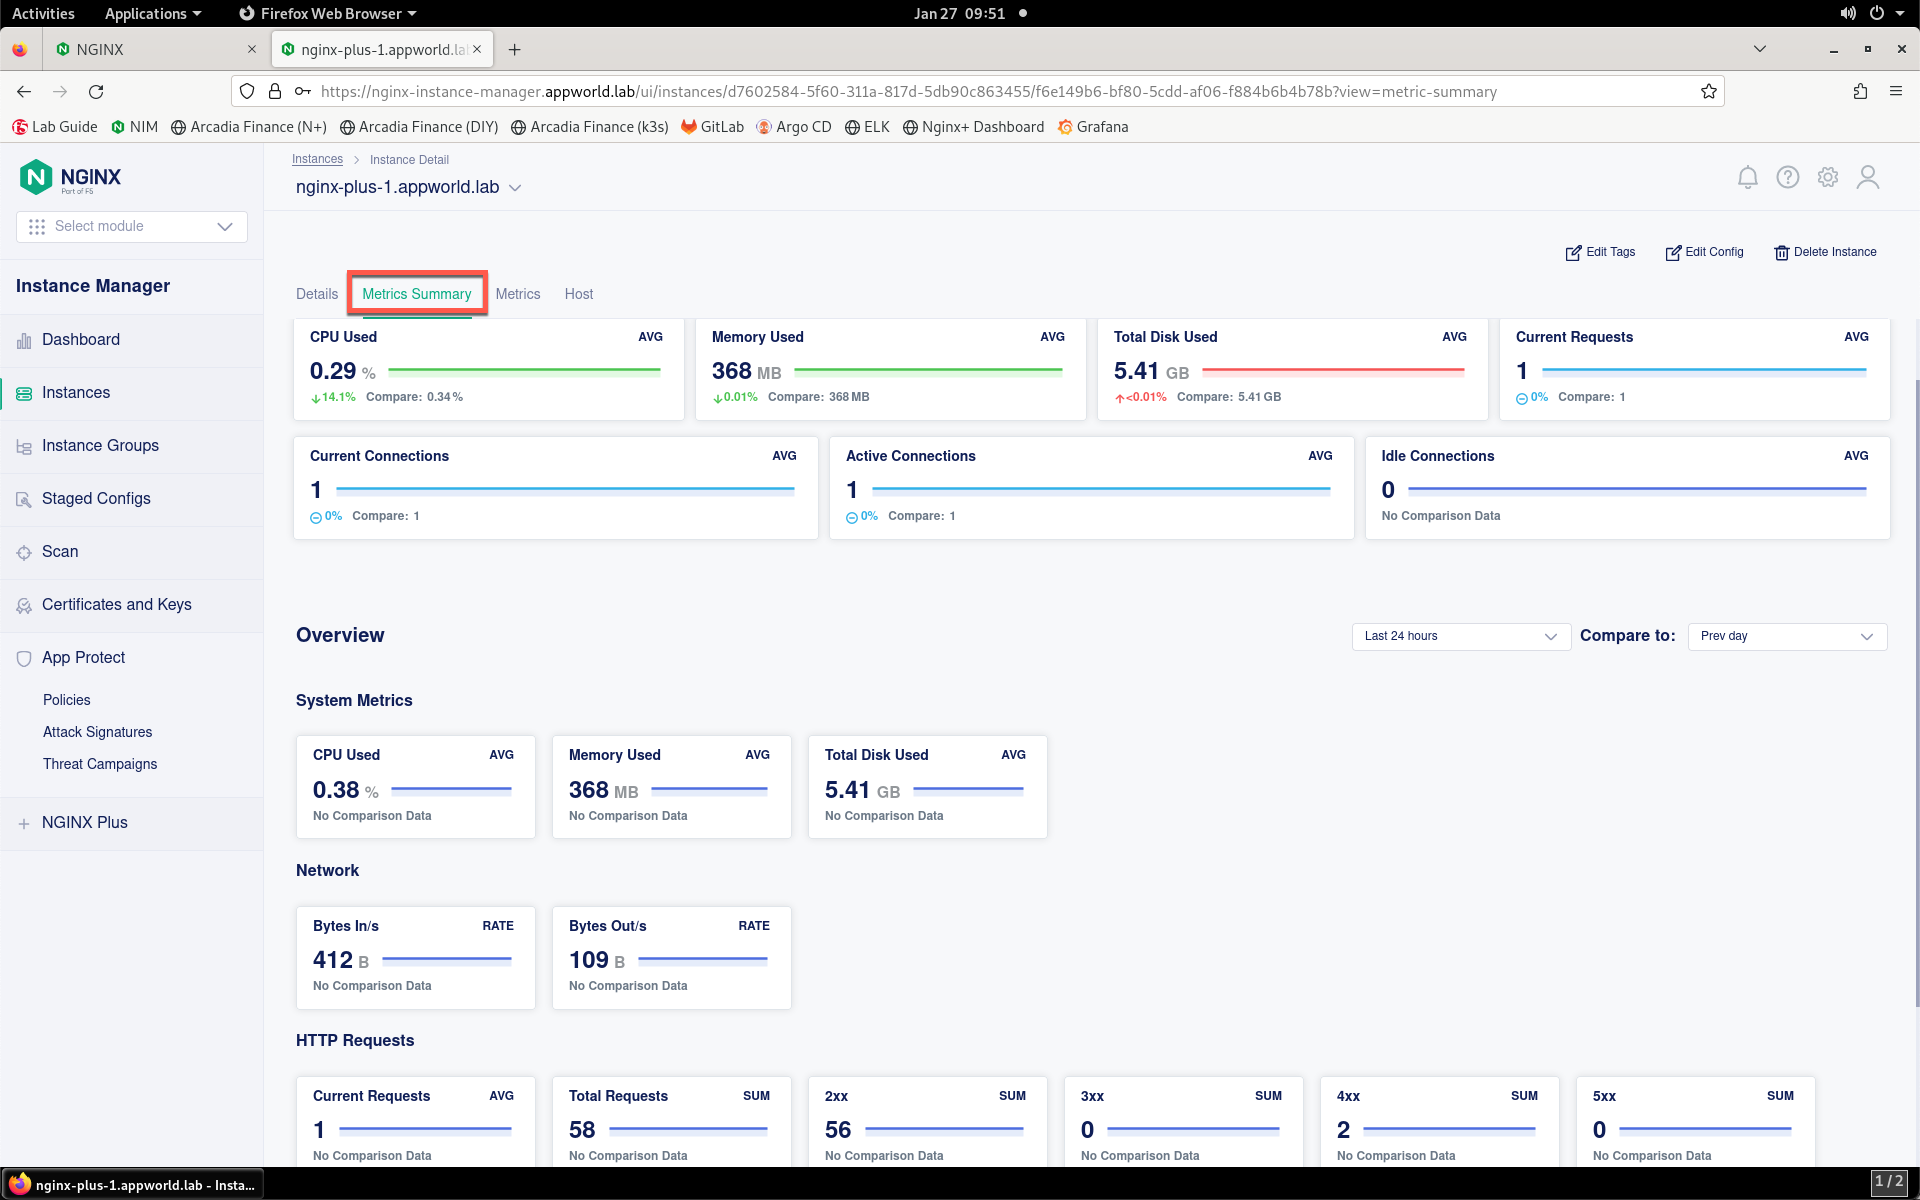 Activities Applications Firefox Web Browser Jan 27 09:51
NGINX nginx-plus-1.appworld.la
https://nginx-instance-manager.appworld.lab/ui/instances/d7602584-5f60-311a-817d-5db90c863455/f6e149b6-bf80-5cdd-af06-f884b6b4b78b?view=metric-summary
Lab Guide NIM Arcadia Finance (N+) Arcadia Finance (DIY) Arcadia Finance (k3s) GitLab Argo CD ELK Nginx+ Dashboard Grafana
NGINX
Part of F5
Select module
Instance Manager
Dashboard
Instances
Instance Groups
Staged Configs
Scan
Certificates and Keys
App Protect
Policies
Attack Signatures
Threat Campaigns
NGINX Plus
Instances > Instance Detail
nginx-plus-1.appworld.lab
Edit Tags Edit Config Delete Instance
Details Metrics Summary Metrics Host
CPU Used AVG
0.29 %
14.1% Compare: 0.34%
Memory Used AVG
368 MB
0.01% Compare: 368 MB
Total Disk Used AVG
5.41 GB
<0.01% Compare: 5.41 GB
Current Requests AVG
1
0% Compare: 1
Current Connections AVG
1
0% Compare: 1
Active Connections AVG
1
0% Compare: 1
Idle Connections AVG
0
No Comparison Data
Overview Last 24 hours Compare to: Prev day
System Metrics
CPU Used AVG
0.38 %
No Comparison Data
Memory Used AVG
368 MB
No Comparison Data
Total Disk Used AVG
5.41 GB
No Comparison Data
Network
Bytes In/s RATE
412 B
No Comparison Data
Bytes Out/s RATE
109 B
No Comparison Data
HTTP Requests
Current Requests AVG
1
No Comparison Data
Total Requests SUM
58
No Comparison Data
2xx SUM
56
No Comparison Data
3xx SUM
0
No Comparison Data
4xx SUM
2
No Comparison Data
5xx SUM
0
No Comparison Data
nginx-plus-1.appworld.lab - Insta... 1 / 2